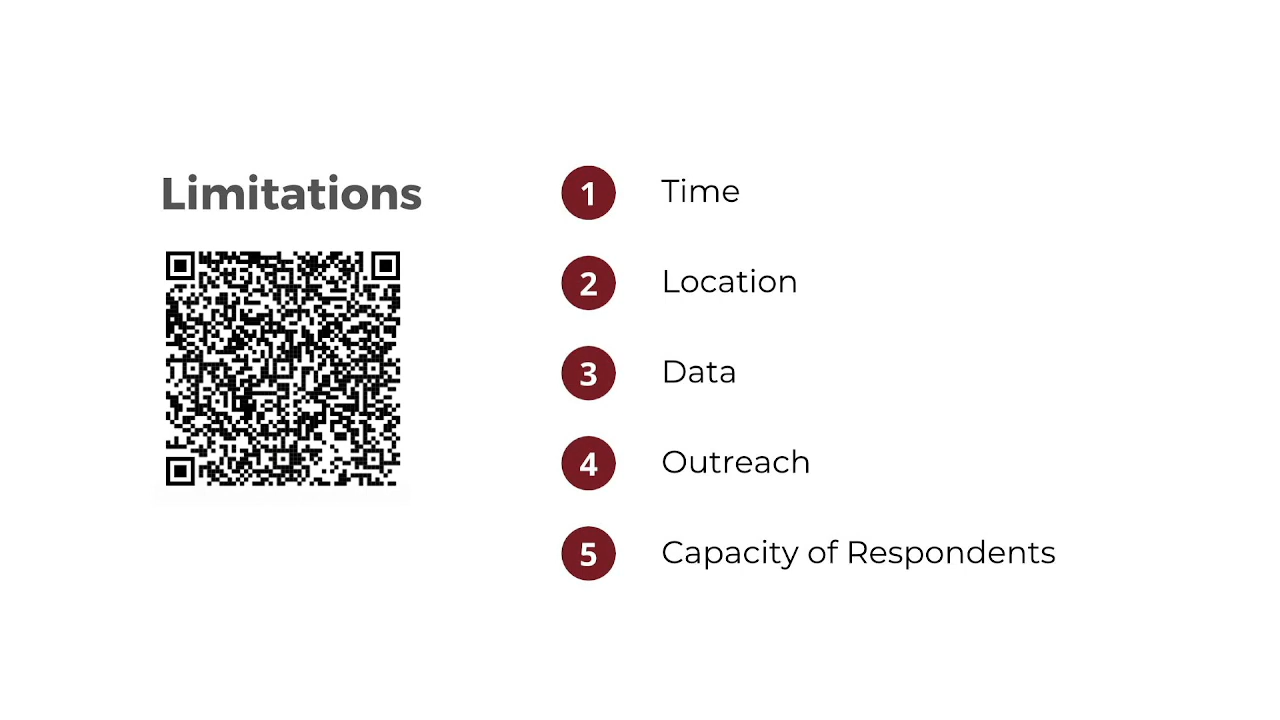 Limitations
1 Time
2 Location
3 Data
4 Outreach
5 Capacity of Respondents